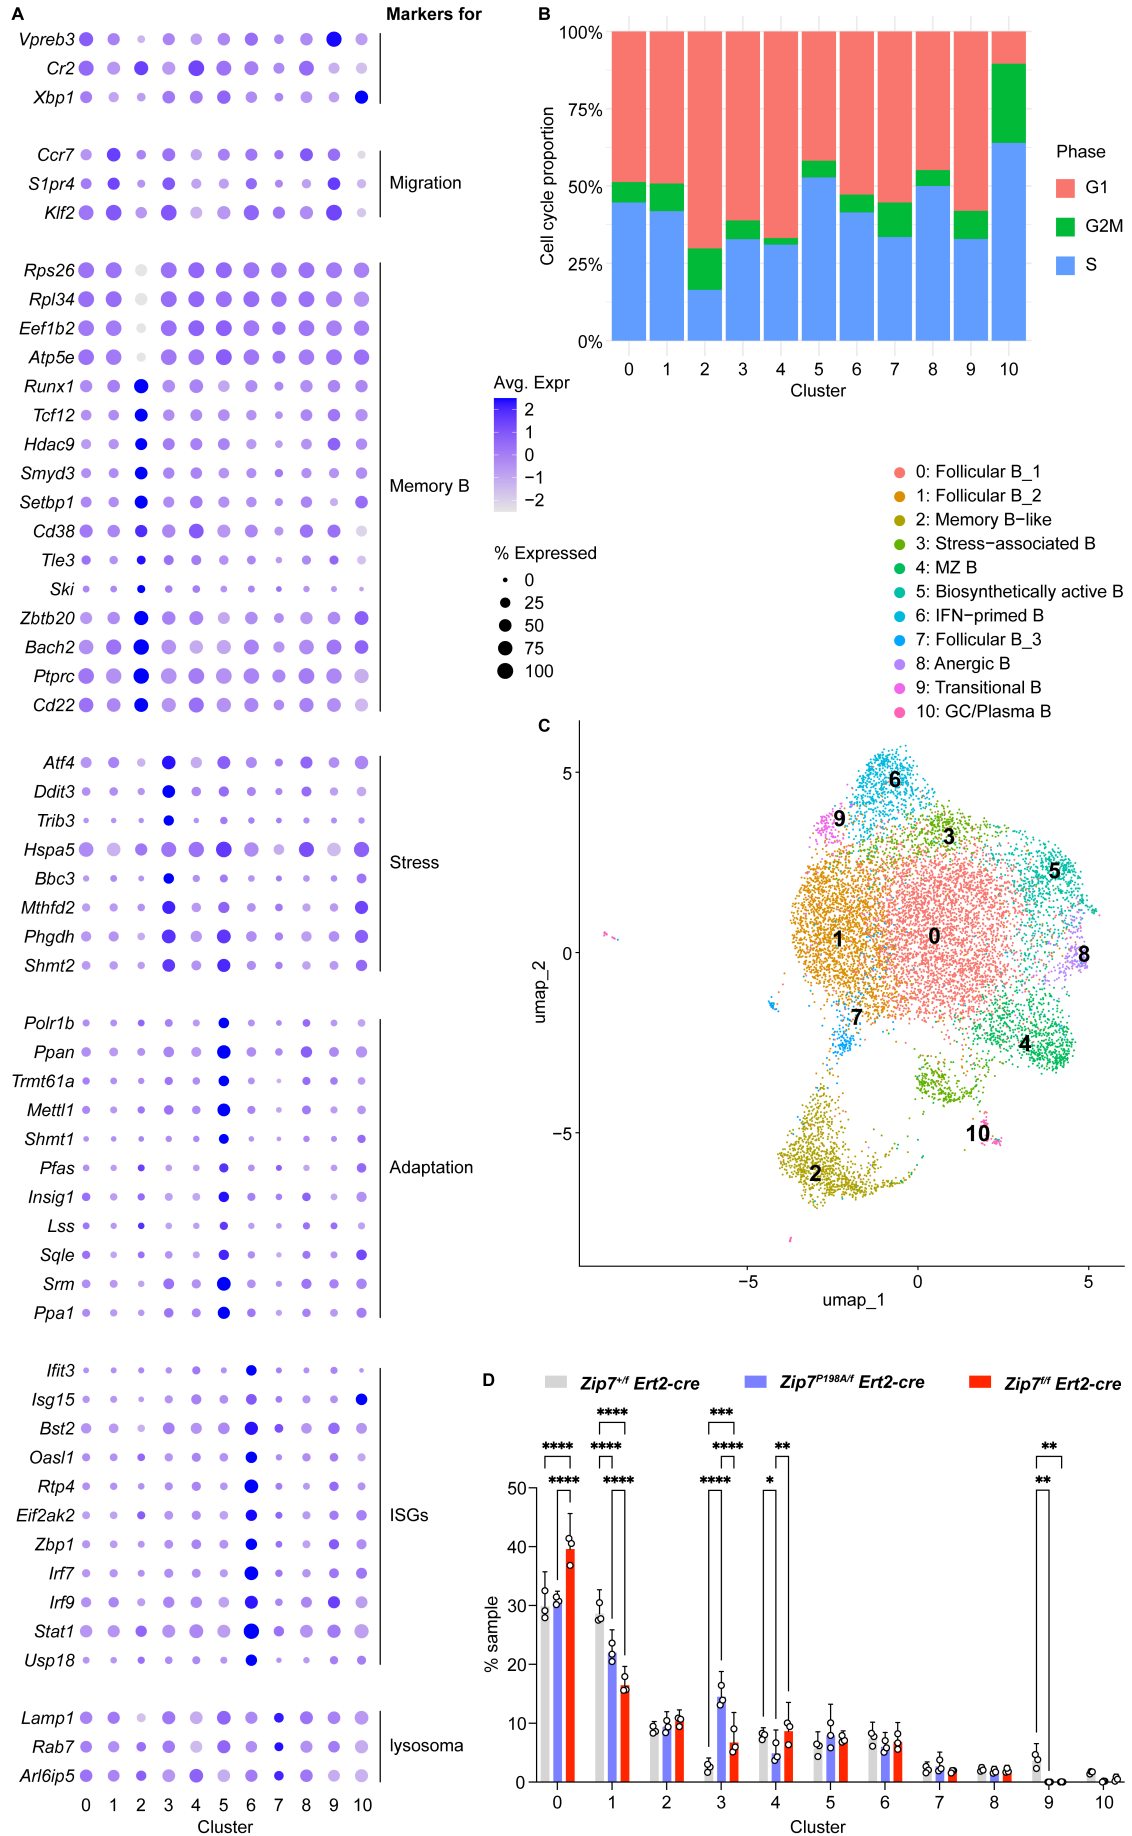 A
Markers for
Vpreb3
Cr2
Xbp1
Ccr7
S1pr4
Klf2
Migration
Rps26
Rpl34
Eef1b2
Atp5e
Runx1
Tcf12
Hdac9
Smyd3
Setbp1
Cd38
Tle3
Ski
Zbtb20
Bach2
Ptprc
Cd22
Memory B
Atf4
Ddit3
Trib3
Hspa5
Bbc3
Mthfd2
Phgdh
Shmt2
Stress
Polr1b
Ppan
Trmt61a
Mettl1
Shmt1
Pfas
Insig1
Lss
Sqle
Srm
Ppa1
Adaptation
Ifit3
Isg15
Bst2
Oasl1
Rtp4
Eif2ak2
Zbp1
Irf7
Irf9
Stat1
Usp18
ISGs
Lamp1
Rab7
Arl6ip5
lysosoma
0 1 2 3 4 5 6 7 8 9 10
Cluster
Avg. Expr
2
1
0
−1
−2
% Expressed
0
25
50
75
100
B
100%
75%
50%
25%
0%
Cell cycle proportion
0 1 2 3 4 5 6 7 8 9 10
Cluster
Phase
G1
G2M
S
0: Follicular B_1
1: Follicular B_2
2: Memory B−like
3: Stress−associated B
4: MZ B
5: Biosynthetically active B
6: IFN−primed B
7: Follicular B_3
8: Anergic B
9: Transitional B
10: GC/Plasma B
C
5
0
−5
umap_2
6
9
3
5
1
0
8
7
4
10
2
−5 0 5
umap_1
D
Zip7+/f Ert2-cre
Zip7P198A/f Ert2-cre
Zip7f/f Ert2-cre
**** ***
**** **** **** ** **
**** **** **** * **
50
40
30
20
10
0
% sample
0 1 2 3 4 5 6 7 8 9 10
Cluster